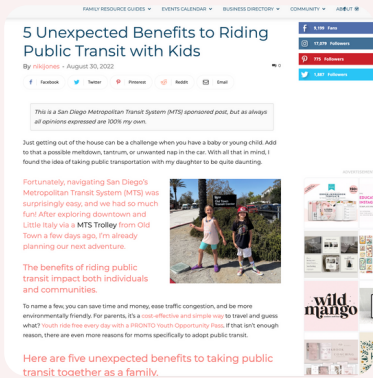 FAMILY RESOURCE GUIDES
EVENTS CALENDAR
BUSINESS DIRECTORY
COMMUNITY
5 Unexpected Benefits to Riding
Public Transit with Kids
By nikijones - August 30, 2022
0
Facebook
Twitter
Pinterest
Reddit
Email
This is a San Diego Metropolitan Transit System (MTS) sponsored post, but as always
all opinions expressed are 100% my own.
Just getting out of the house can be a challenge when you have a baby or young child. Add
to that a possible meltdown, tantrum, or unwanted nap in the car. With all that in mind, I
found the idea of taking public transportation with my daughter to be quite daunting.
Fortunately, navigating San Diego's
Metropolitan Transit System (MTS) was
surprisingly easy, and we had so much
fun! After exploring downtown and
Little Italy via a MTS Trolley from Old
Town a few days ago, I'm already
planning our next adventure.
The benefits of riding public
transit impact both individuals
and communities.
To name a few, you can save time and money, ease traffic congestion, and be more
environmentally friendly. For parents, it's a cost-effective and simple way to travel and guess
what? Youth ride free every day with a PRONTO Youth Opportunity Pass. If that isn't enough
reason, there are even more reasons for moms specifically to adopt public transit.
Here are five unexpected benefits to taking public
transit together as a family.
Fans
Followers
775 Followers
Followers
wild
mango